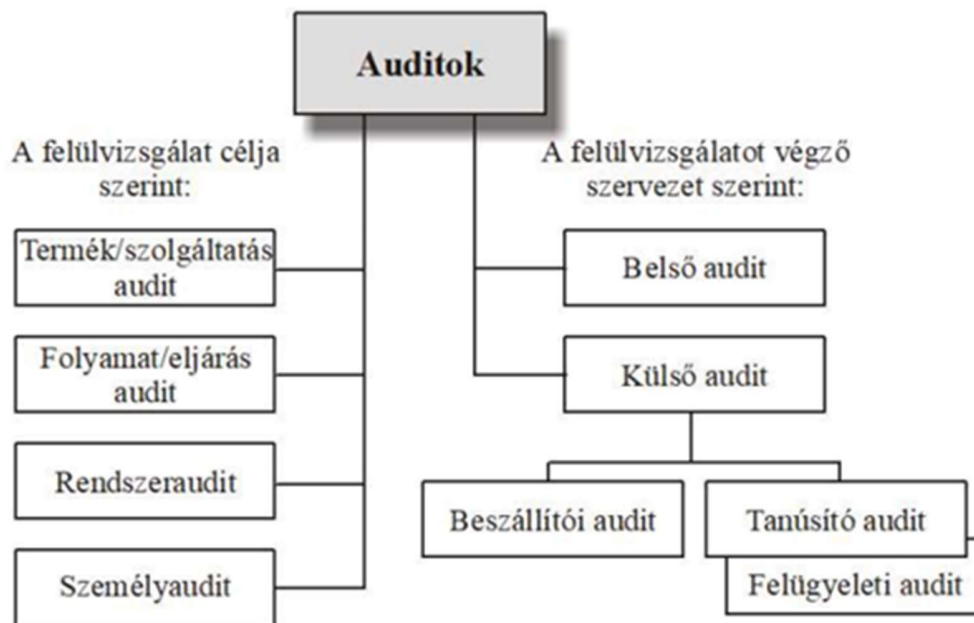 Auditok
A felülvizsgálat célja
szerint:
Termék/szolgáltatás
audit
Folyamat/eljárás
audit
Rendszeraudit
Személyaudit
A felülvizsgálatot végző
szervezet szerint:
Belső audit
Külső audit
Beszállítói audit
Tanúsító audit
Felügyeleti audit